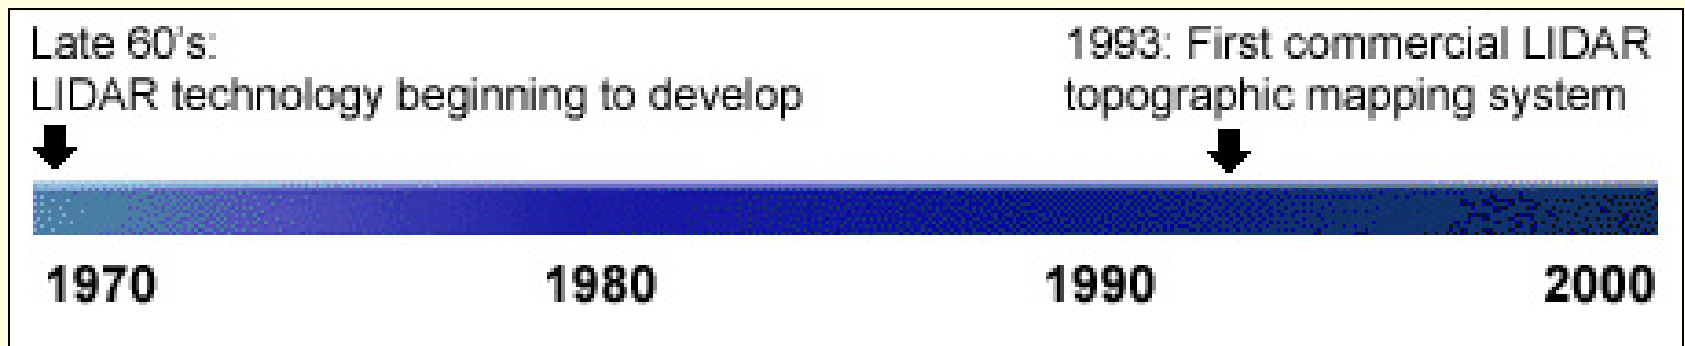 Late 60's:
LIDAR technology beginning to develop
1993: First commercial LIDAR
topographic mapping system
1970 1980 1990 2000